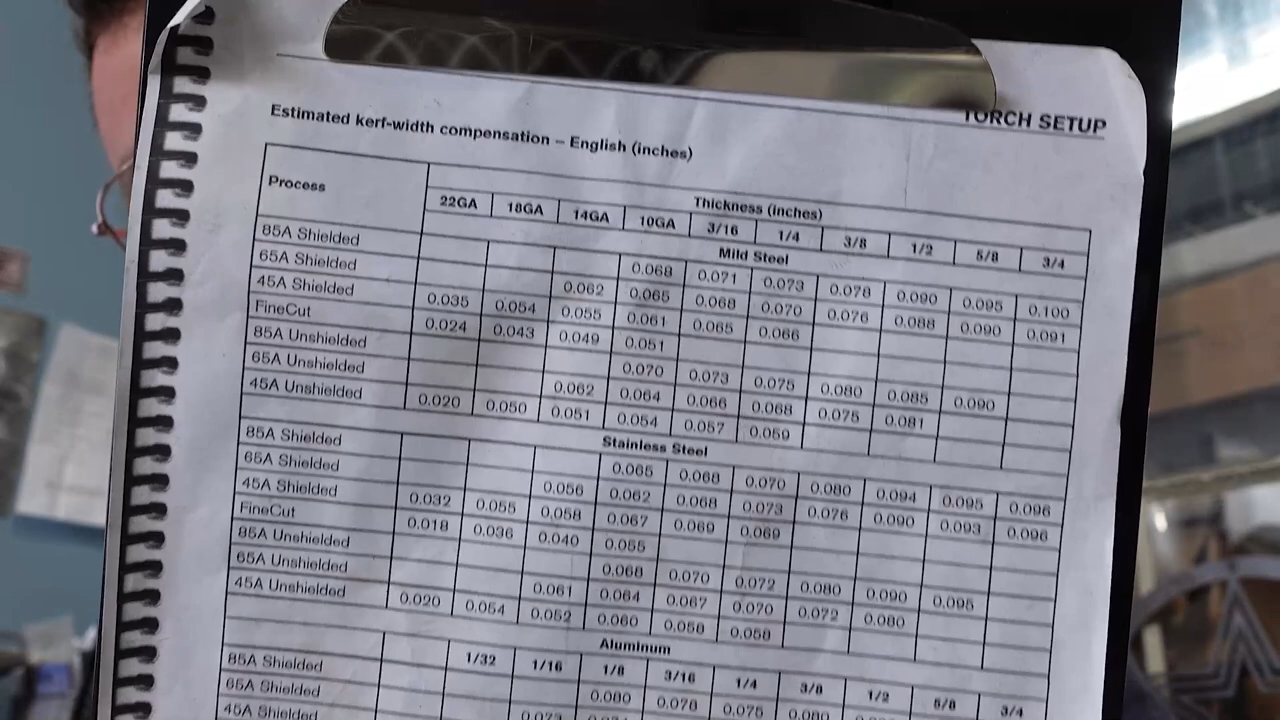 TORCH SETUP
Estimated kerf-width compensation – English (inches)
Process Thickness (inches)
22GA 18GA 14GA 10GA 3/16 1/4 3/8 1/2 5/8 3/4
Mild Steel
85A Shielded 0.068 0.071 0.073 0.078 0.090 0.095 0.100
65A Shielded 0.062 0.065 0.068 0.070 0.076 0.088 0.090 0.091
45A Shielded 0.035 0.054 0.055 0.061 0.065 0.066
FineCut 0.024 0.043 0.049 0.051
85A Unshielded 0.070 0.073 0.075 0.080 0.085 0.090
65A Unshielded 0.062 0.064 0.066 0.068 0.075 0.081
45A Unshielded 0.020 0.050 0.051 0.054 0.057 0.059
Stainless Steel
85A Shielded 0.065 0.068 0.070 0.080 0.094 0.095 0.096
65A Shielded 0.056 0.062 0.068 0.073 0.076 0.090 0.093 0.096
45A Shielded 0.032 0.055 0.058 0.067 0.069 0.069
FineCut 0.018 0.036 0.040 0.055
85A Unshielded 0.068 0.070 0.072 0.080 0.090 0.095
65A Unshielded 0.061 0.064 0.067 0.070 0.072 0.080
45A Unshielded 0.020 0.054 0.052 0.060 0.058 0.058
Aluminum
1/32 1/16 1/8 3/16 1/4 3/8 1/2 5/8 3/4
85A Shielded 0.080 0.078 0.075 0.080
65A Shielded
45A Shielded